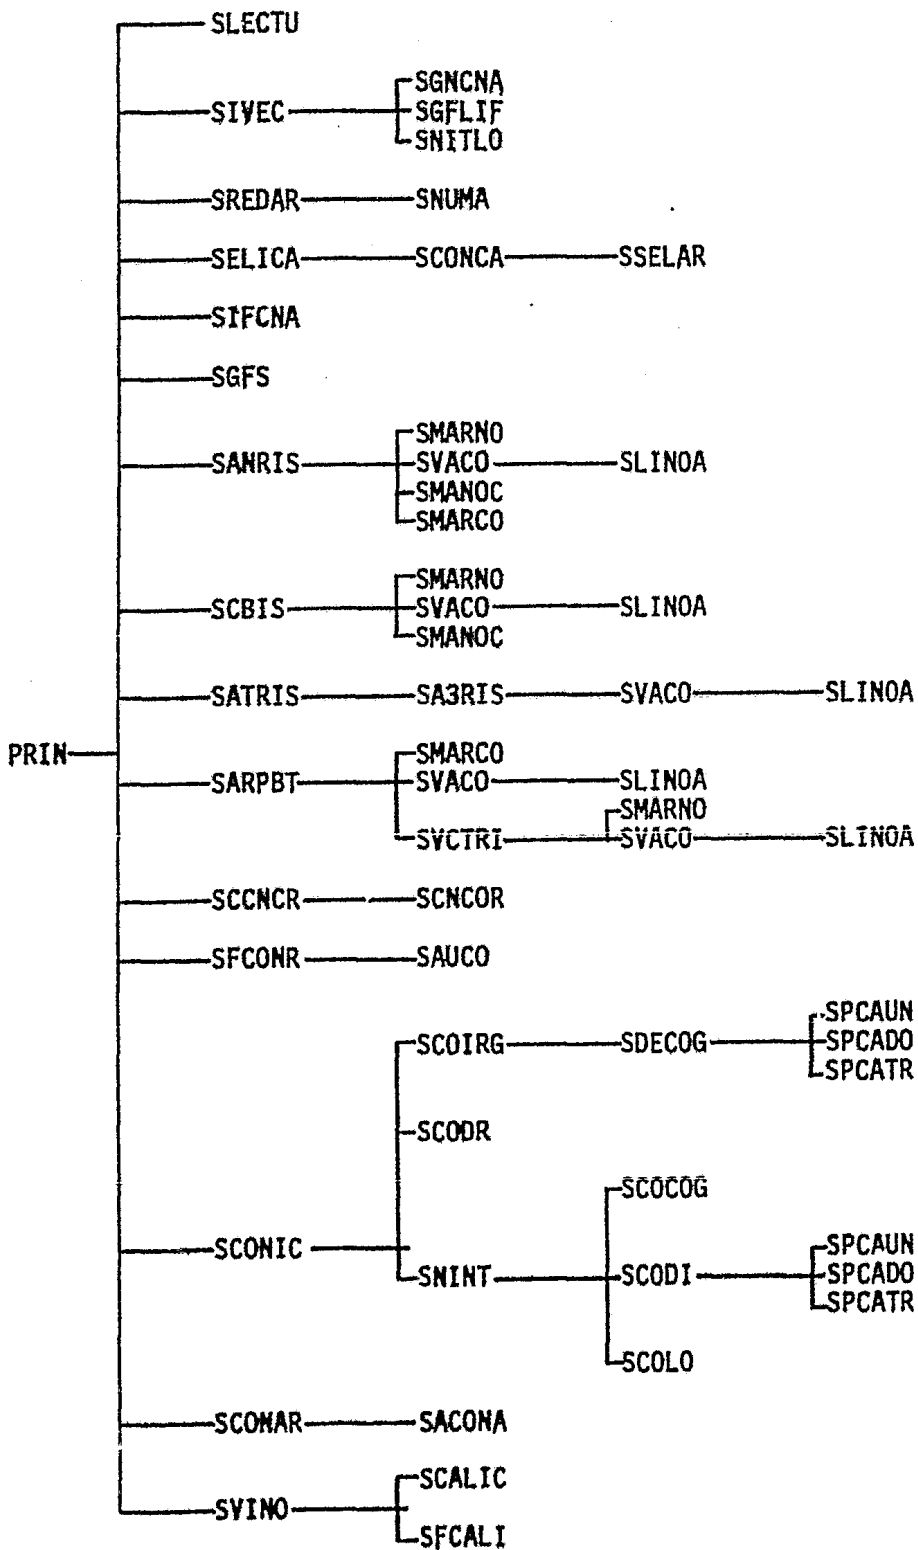 SLECTU
SGNCNA
SIVEC SGFLIF
SNITLO
SREDAR SNUMA
SELICA SCONCA SSELAR
SIFCNA
SGFS
SMARNO
SANRIS SVACO SLINOA
SMANOC
SMARCO
SMARNO
SCBIS SVACO SLINOA
SMANOC
SATRIS SA3RIS SVACO SLINOA
PRIN SMARCO
SARPBT SVACO SLINOA
SMARNO
SVCTRI SVACO SLINOA
SCCNCR SCNCOR
SFCONR SAUCO
SPCAUN
SCOIRG SDECOG SPCADO
SPCATR
SCODR
SCOCOG
SCONIC SPCAUN
SNINT SCODI SPCADO
SPCATR
SCOLO
SCOMAR SACONA
SCALIC
SVINO
SFCALI